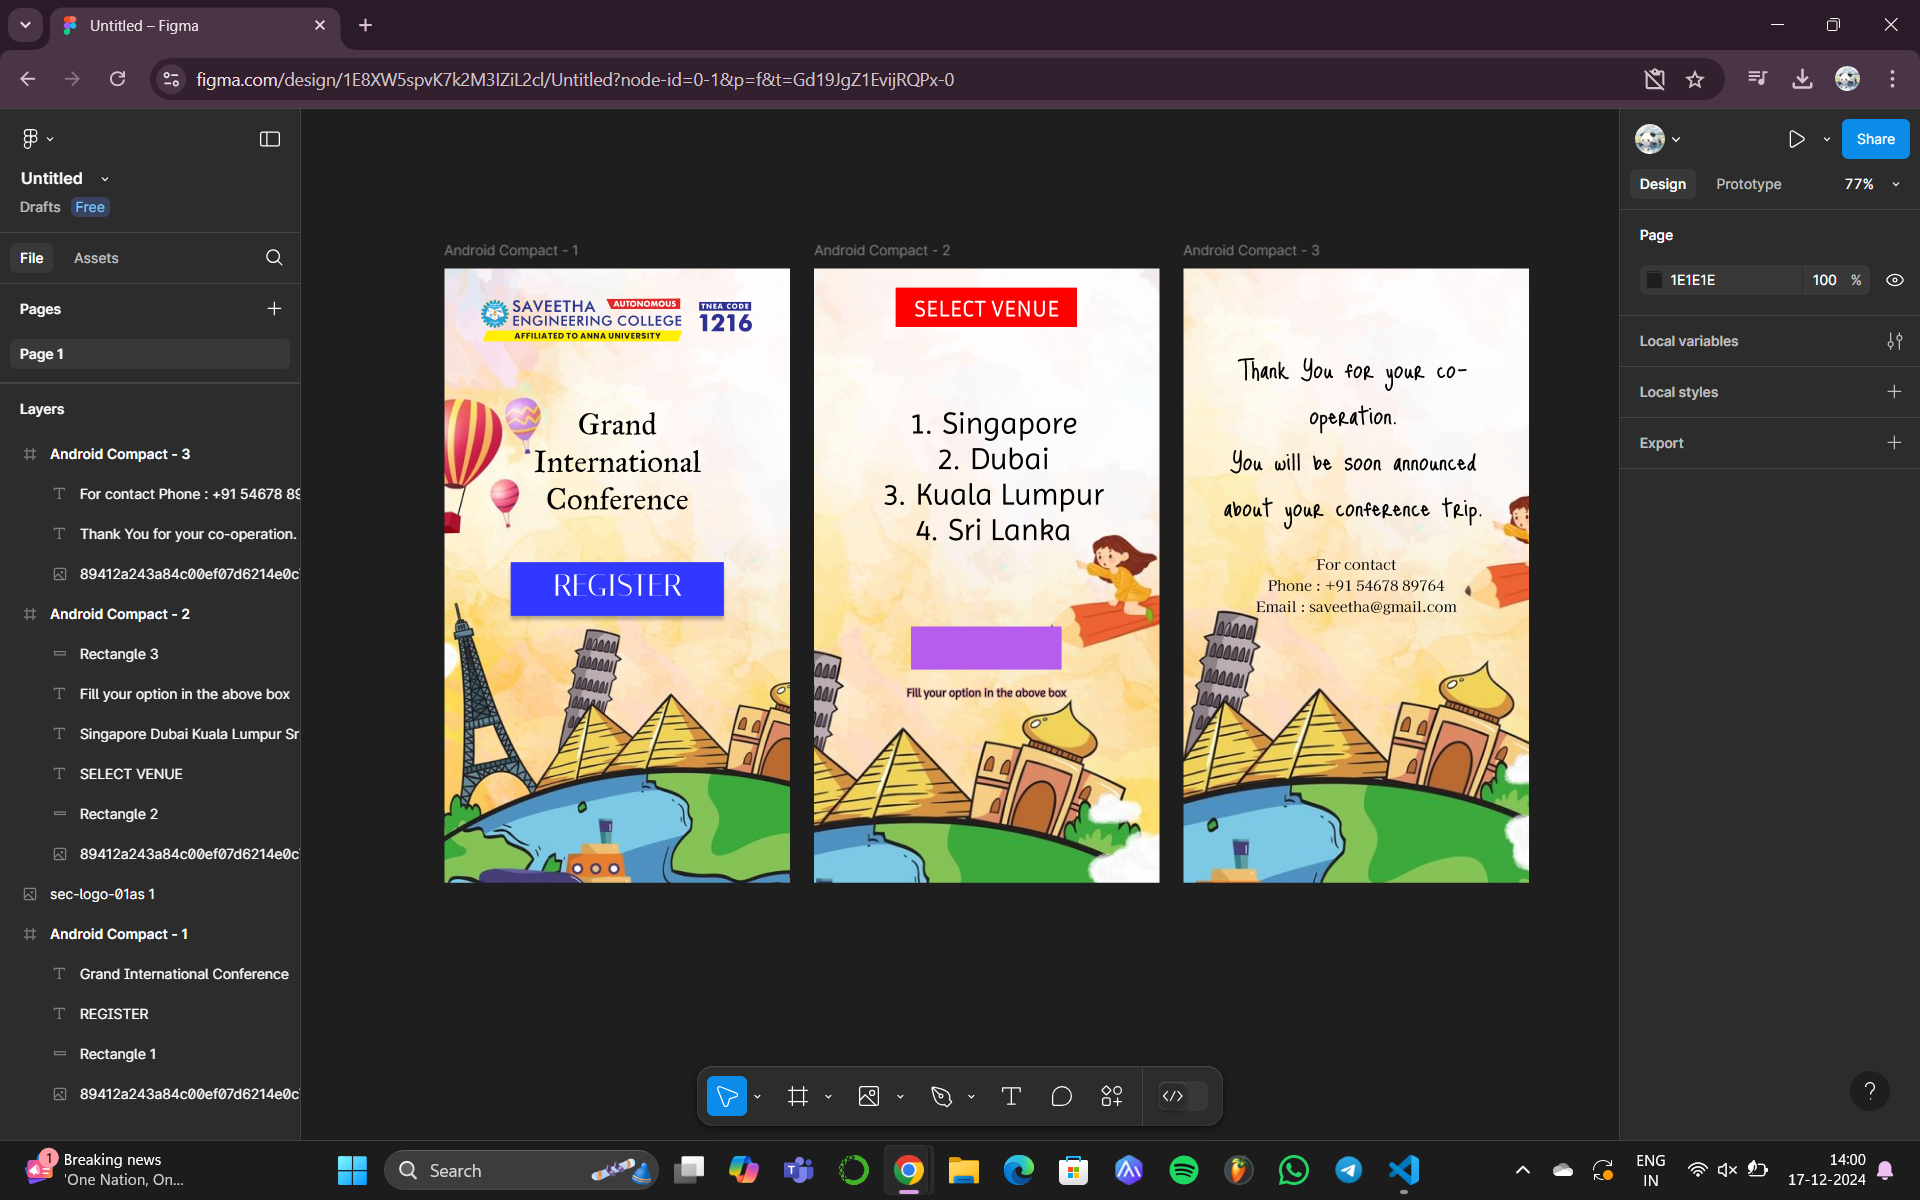 Untitled – Figma
figma.com/design/1E8XW5spvK7k2M3IZiL2cl/Untitled?node-id=0-1&p=f&t=Gd19JgZ1EvijRQPx-0
Untitled
Drafts Free
File Assets
Pages
Page 1
Layers
Android Compact - 3
For contact Phone : +91 54678 89
Thank You for your co-operation.
89412a243a84c00ef07d6214e0c
Android Compact - 2
Rectangle 3
Fill your option in the above box
Singapore Dubai Kuala Lumpur Sr
SELECT VENUE
Rectangle 2
89412a243a84c00ef07d6214e0c
sec-logo-01as 1
Android Compact - 1
Grand International Conference
REGISTER
Rectangle 1
89412a243a84c00ef07d6214e0c
Android Compact - 1
SAVEETHA AUTONOMOUS
ENGINEERING COLLEGE
AFFILIATED TO ANNA UNIVERSITY
TNEA CODE
1216
Grand
International
Conference
REGISTER
Android Compact - 2
SELECT VENUE
1. Singapore
2. Dubai
3. Kuala Lumpur
4. Sri Lanka
Fill your option in the above box
Android Compact - 3
Thank You for your co-
operation.
You will be soon announced
about your conference trip.
For contact
Phone : +91 54678 89764
Email : saveetha@gmail.com
Share
Design Prototype 77%
Page
1E1E1E 100 %
Local variables
Local styles
Export
?
1
Breaking news
'One Nation, On...
Search
ENG
IN
14:00
17-12-2024